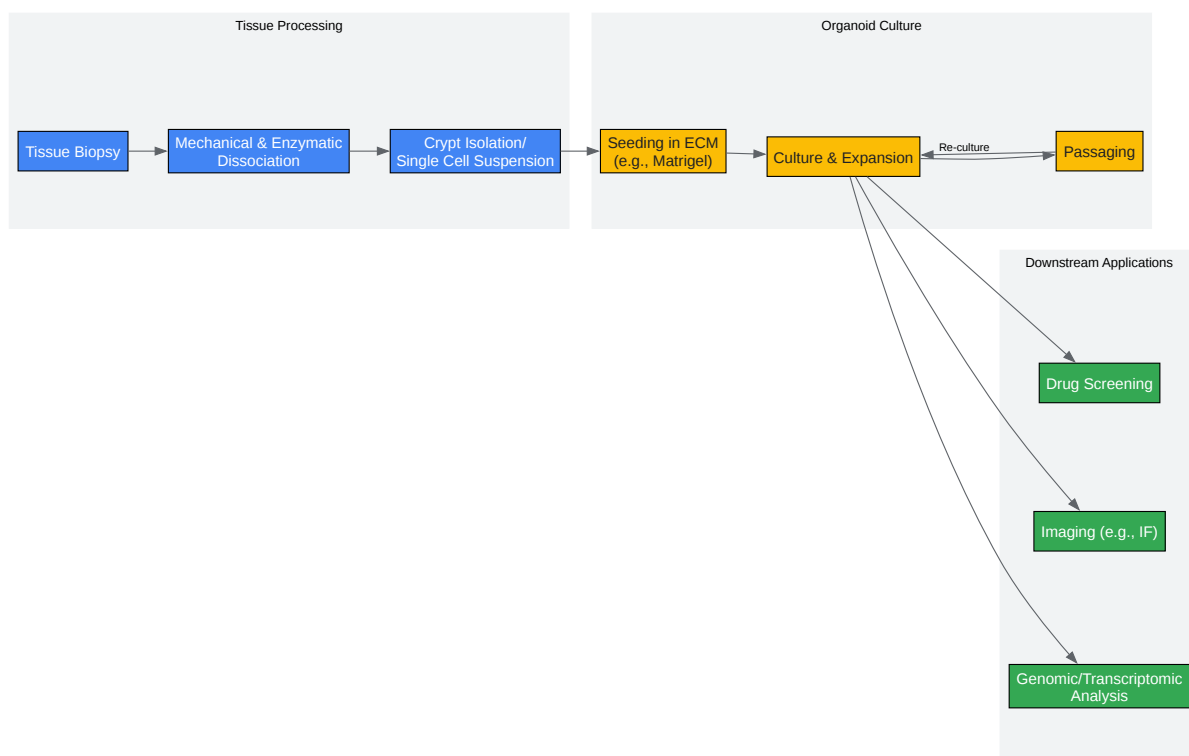 Tissue Processing
Organoid Culture
Tissue Biopsy
Mechanical & Enzymatic
Dissociation
Crypt Isolation/
Single Cell Suspension
Seeding in ECM
(e.g., Matrigel)
Culture & Expansion
Re-culture
Passaging
Downstream Applications
Drug Screening
Imaging (e.g., IF)
Genomic/Transcriptomic
Analysis